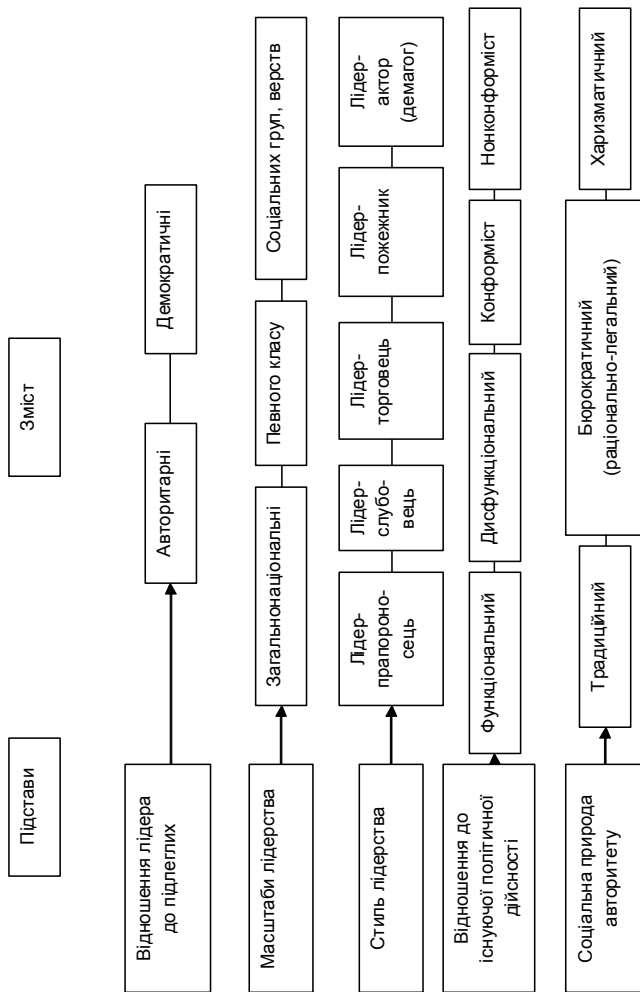 Підстави
Зміст
Відношення лідера
до підлеглих
Авторитарні
Демократичні
Масштаби лідерства
Загальнонаціональні
Певного класу
Соціальних груп, верств
Стиль лідерства
Лідер-
прапороно-
сець
Лідер-
слубо-
вець
Лідер-
торговець
Лідер-
пожежник
Лідер-
актор
(демагог)
Відношення до
існуючої політичної
дійсності
Функціональний
Дисфункціональний
Конформіст
Нонконформіст
Соціальна природа
авторитету
Традиційний
Бюрократичний
(раціонально-легальний)
Харизматичний